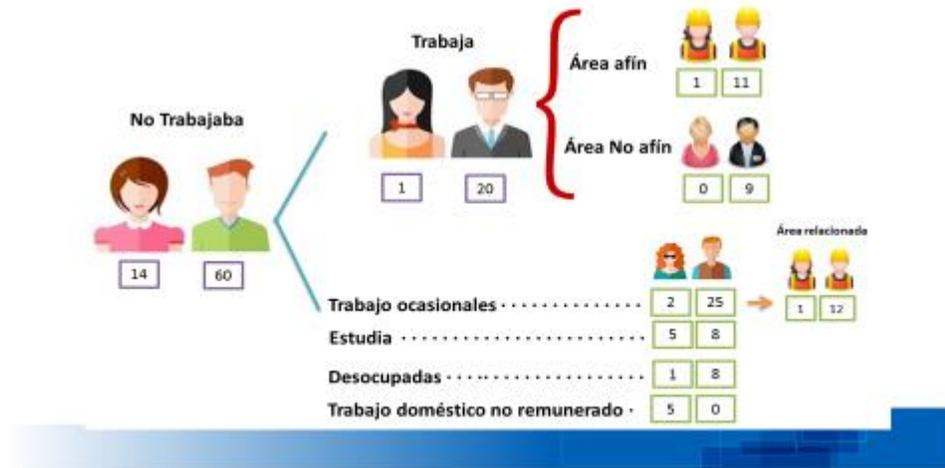 Trabaja
Área afín
1 11
No Trabajaba
Área No afín
1 20
0 9
14 60
Área relacionada
Trabajo ocasionales · · · · · · · · · · · · · · 2 25
1 12
Estudia · · · · · · · · · · · · · · · · · · · · · · · · 5 8
Desocupadas · · · · · · · · · · · · · · · · · · · · 1 8
Trabajo doméstico no remunerado · 5 0